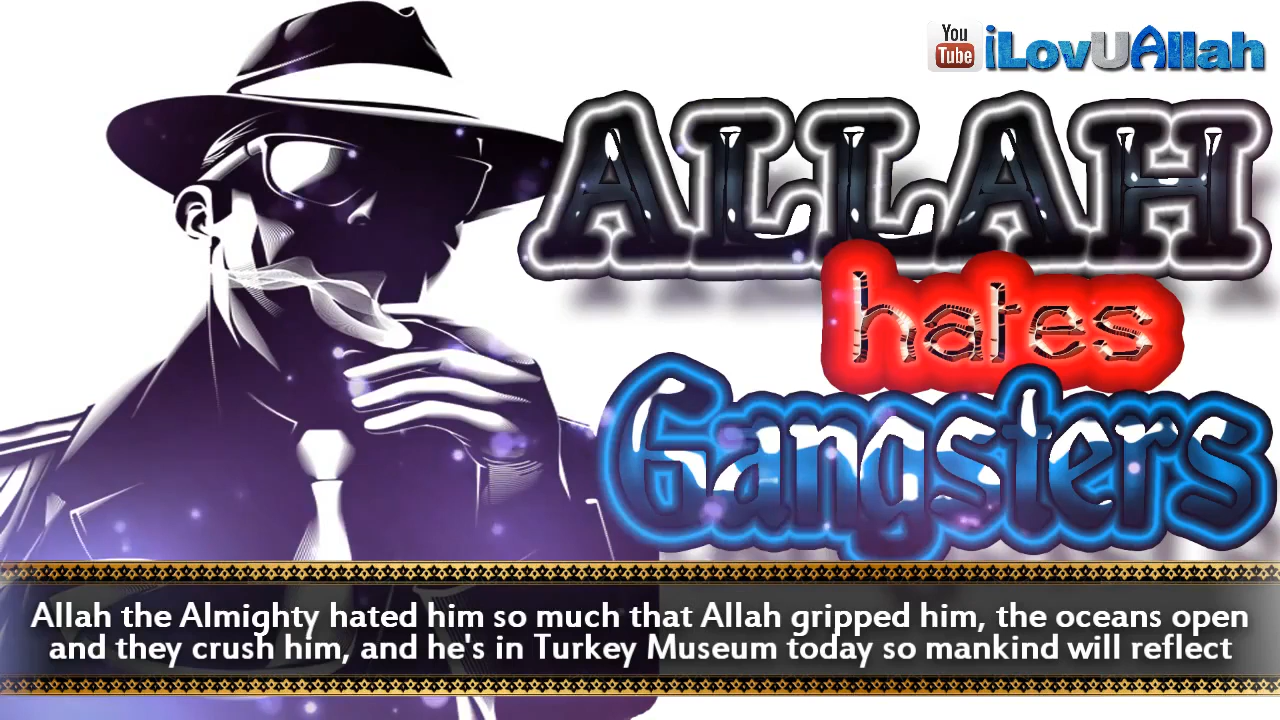 You
Tube
iLovUAllah
ALLAH
hates
Gangsters
Allah the Almighty hated him so much that Allah gripped him, the oceans open
and they crush him, and he's in Turkey Museum today so mankind will reflect